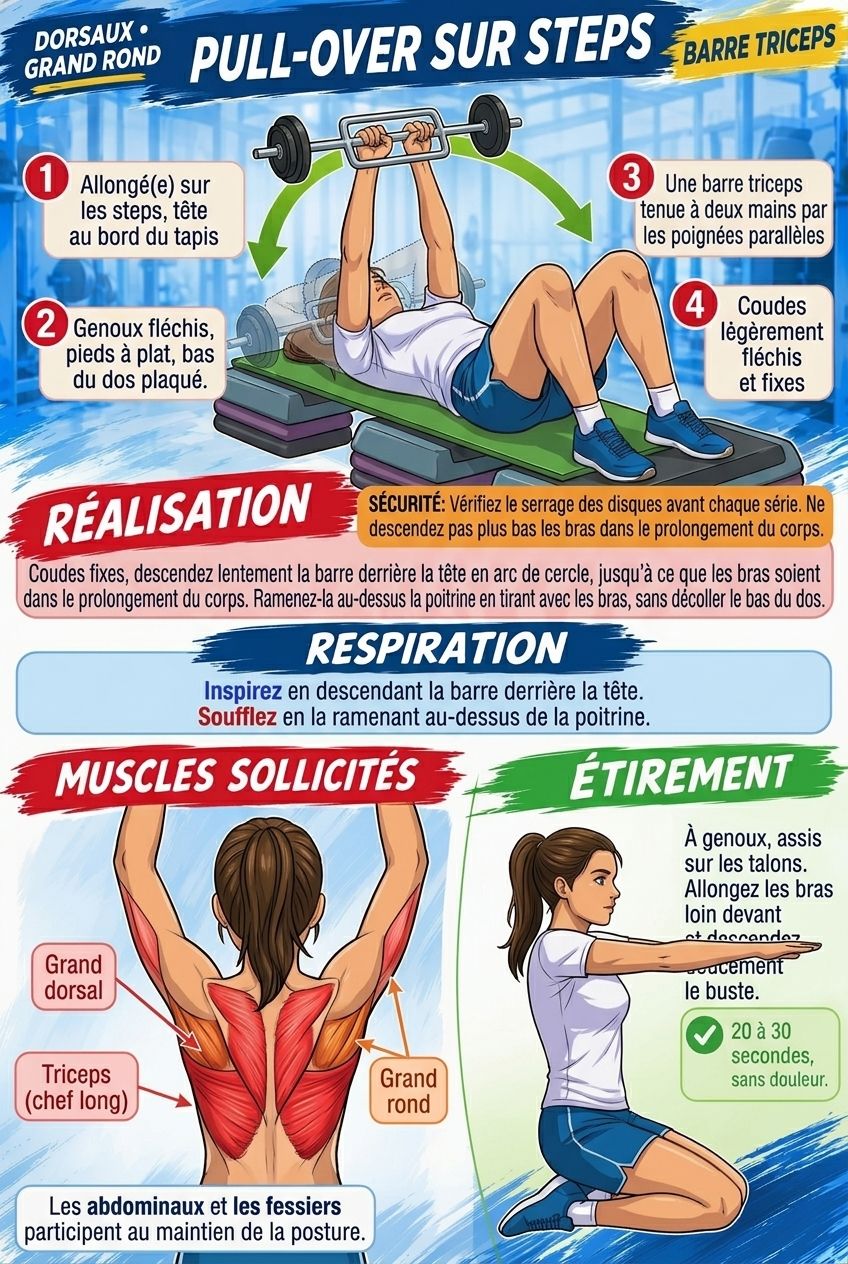 DORSAUX •
GRAND ROND
PULL-OVER SUR STEPS
BARRE TRICEPS
1
Allongé(e) sur
les steps, tête
au bord du tapis
2
Genoux fléchis,
pieds à plat, bas
du dos plaqué.
3
Une barre triceps
tenue à deux mains par
les poignées parallèles
4
Coudes
légèrement
fléchis
et fixes
RÉALISATION
SÉCURITÉ: Vérifiez le serrage des disques avant chaque série. Ne
descendez pas plus bas les bras dans le prolongement du corps.
Coudes fixes, descendez lentement la barre derrière la tête en arc de cercle, jusqu'à ce que les bras soient
dans le prolongement du corps. Ramenez-la au-dessus la poitrine en tirant avec les bras, sans décoller le bas du dos.
RESPIRATION
Inspirez en descendant la barre derrière la tête.
Soufflez en la ramenant au-dessus de la poitrine.
MUSCLES SOLLICITÉS
Grand
dorsal
Triceps
(chef long)
Grand
rond
Les abdominaux et les fessiers
participent au maintien de la posture.
ÉTIREMENT
À genoux, assis
sur les talons.
Allongez les bras
loin devant
et descendez
doucement
le buste.
20 à 30
secondes,
sans douleur.